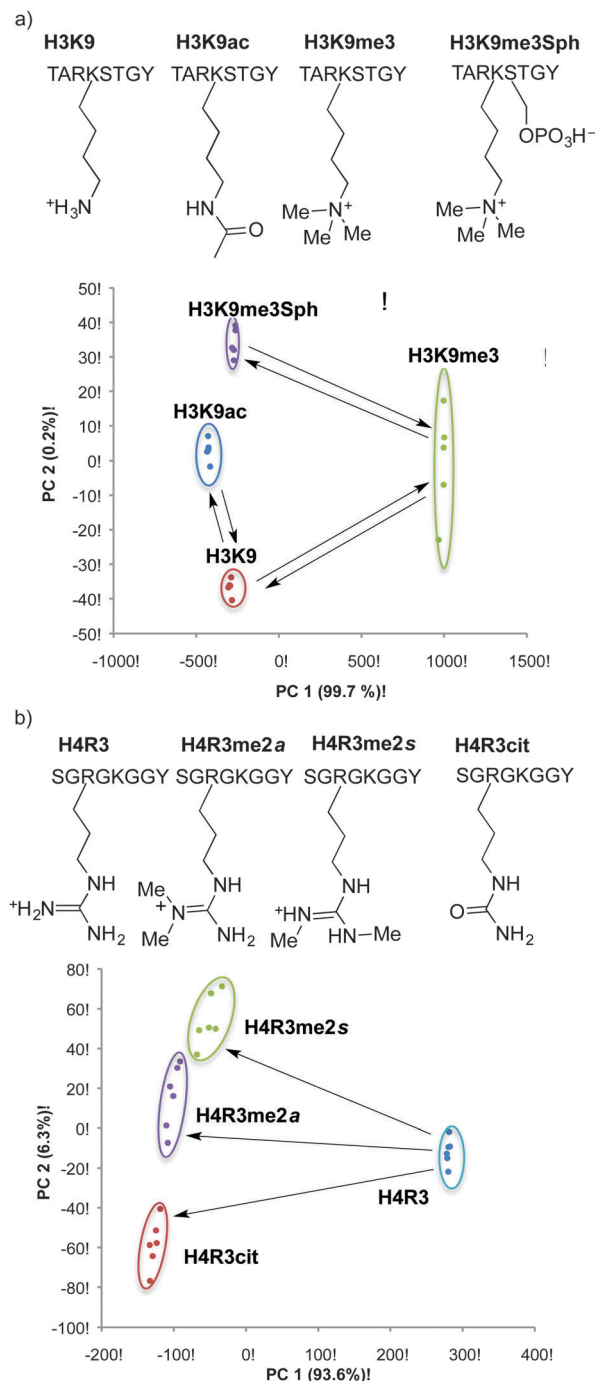 a)
H3K9 H3K9ac H3K9me3 H3K9me3Sph
TARKSTGY TARKSTGY TARKSTGY TARKSTGY
OPO3H–
+H3N HN O Me N+ Me Me Me N+ Me Me
PC 2 (0.2%)!
50!
40!
30!
20!
10!
0!
-10!
-20!
-30!
-40!
-50!
!
!
H3K9me3Sph
H3K9me3
H3K9ac
H3K9
-1000! -500! 0! 500! 1000! 1500!
PC 1 (99.7 %)!
b)
H4R3 H4R3me2a H4R3me2s H4R3cit
SGRGKGGY SGRGKGGY SGRGKGGY SGRGKGGY
+H2N NH NH2
Me N+ Me NH NH2
+HN Me NH HN Me
O NH NH2
PC 2 (6.3%)!
80!
60!
40!
20!
0!
-20!
-40!
-60!
-80!
-100!
H4R3me2s
H4R3me2a
H4R3
H4R3cit
-200! -100! 0! 100! 200! 300! 400!
PC 1 (93.6%)!